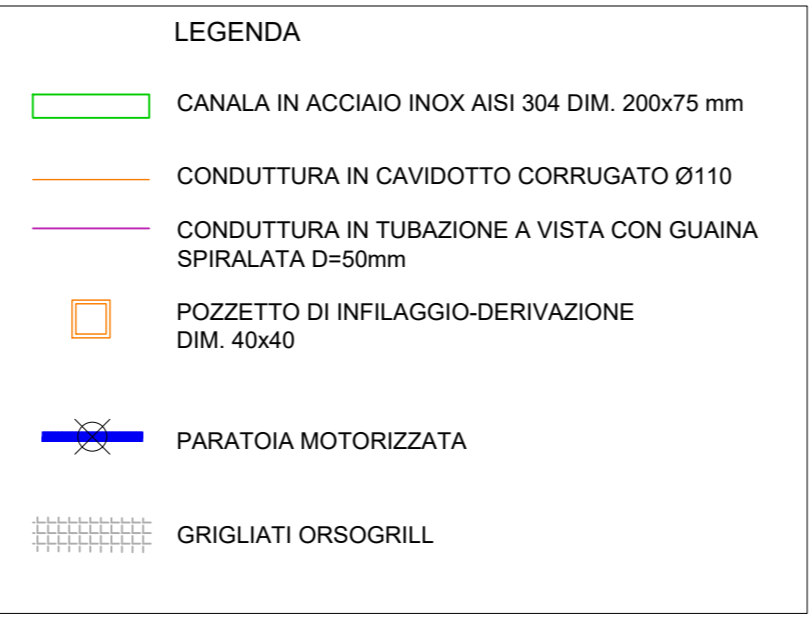 LEGENDA
CANALA IN ACCIAIO INOX AISI 304 DIM. 200x75 mm
CONDUTTURA IN CAVIDOTTO CORRUGATO Ø110
CONDUTTURA IN TUBAZIONE A VISTA CON GUAINA
SPIRALATA D=50mm
POZZETTO DI INFILAGGIO-DERIVAZIONE
DIM. 40x40
PARATOIA MOTORIZZATA
GRIGLIATI ORSOGRILL